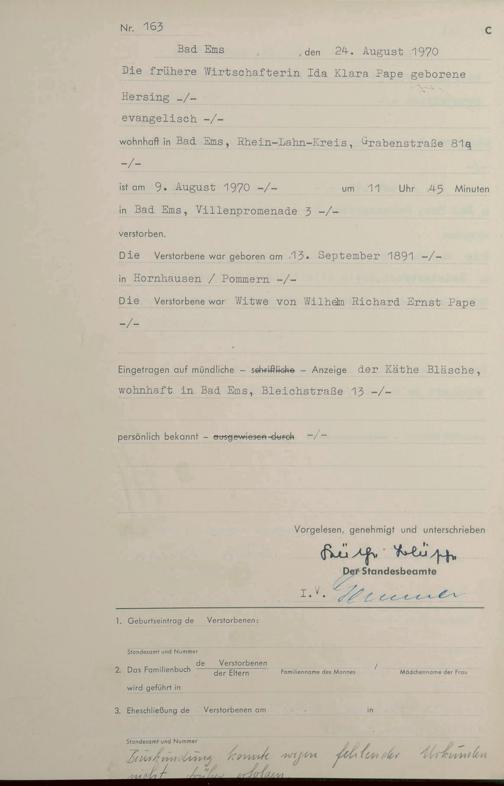 Nr. 163
C
Bad Ems , den 24. August 1970
Die frühere Wirtschafterin Ida Klara Pape geborene
Hersing -/-
evangelisch -/-
wohnhaft in Bad Ems, Rhein-Lahn-Kreis, Grabenstraße 81a
-/-
ist am 9. August 1970 -/- um 11 Uhr 45 Minuten
in Bad Ems, Villenpromenade 3 -/-
verstorben.
Die Verstorbene war geboren am 13. September 1891 -/-
in Hornhausen / Pommern -/-
Die Verstorbene war Witwe von Wilhelm Richard Ernst Pape
-/-
Eingetragen auf mündliche – schriftliche – Anzeige der Käthe Bläsche,
wohnhaft in Bad Ems, Bleichstraße 13 -/-
persönlich bekannt – ausgewiesen durch -/-
Vorgelesen, genehmigt und unterschrieben
Der Standesbeamte
I.V.
1. Geburtseintrag de Verstorbenen:
Standesamt und Nummer
2. Das Familienbuch de Verstorbenen
der Eltern Familienname des Mannes / Mädchenname der Frau
wird geführt in
3. Eheschließung de Verstorbenen am in
Standesamt und Nummer
Beurkundung konnte wegen fehlender Urkunden
nicht früher erfolgen.